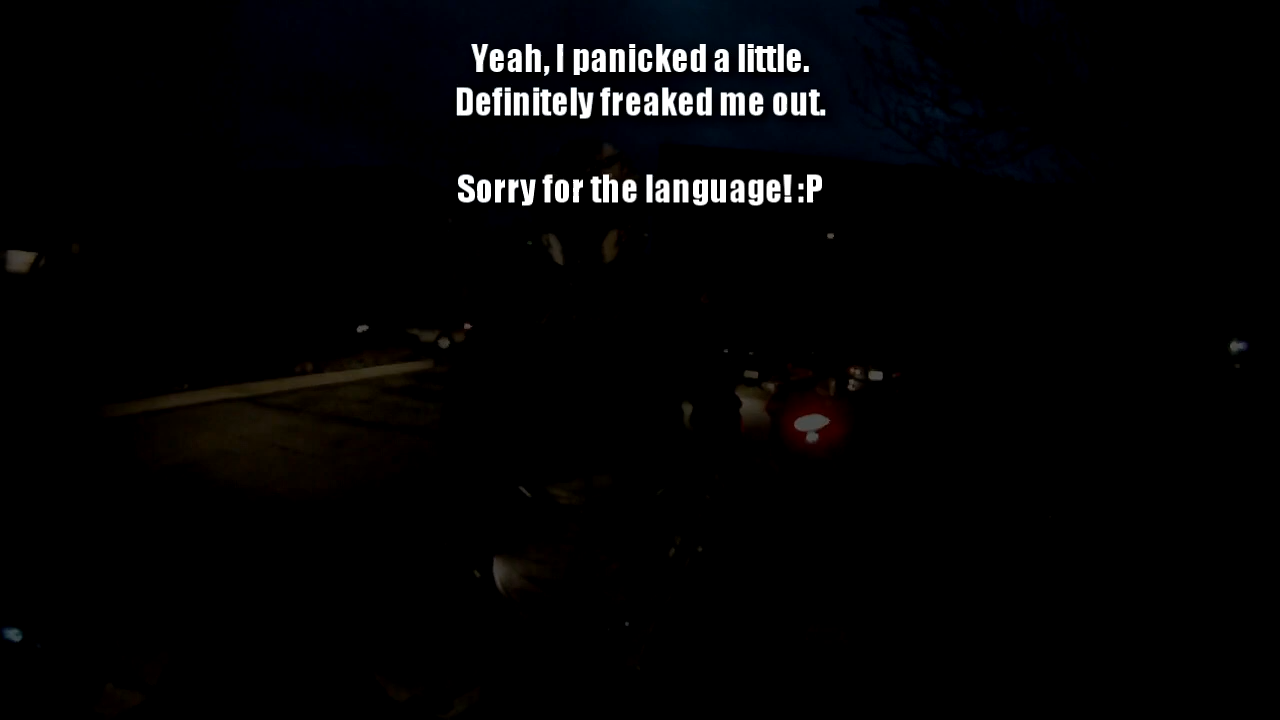 Yeah, I panicked a little.
Definitely freaked me out.
Sorry for the language! :P